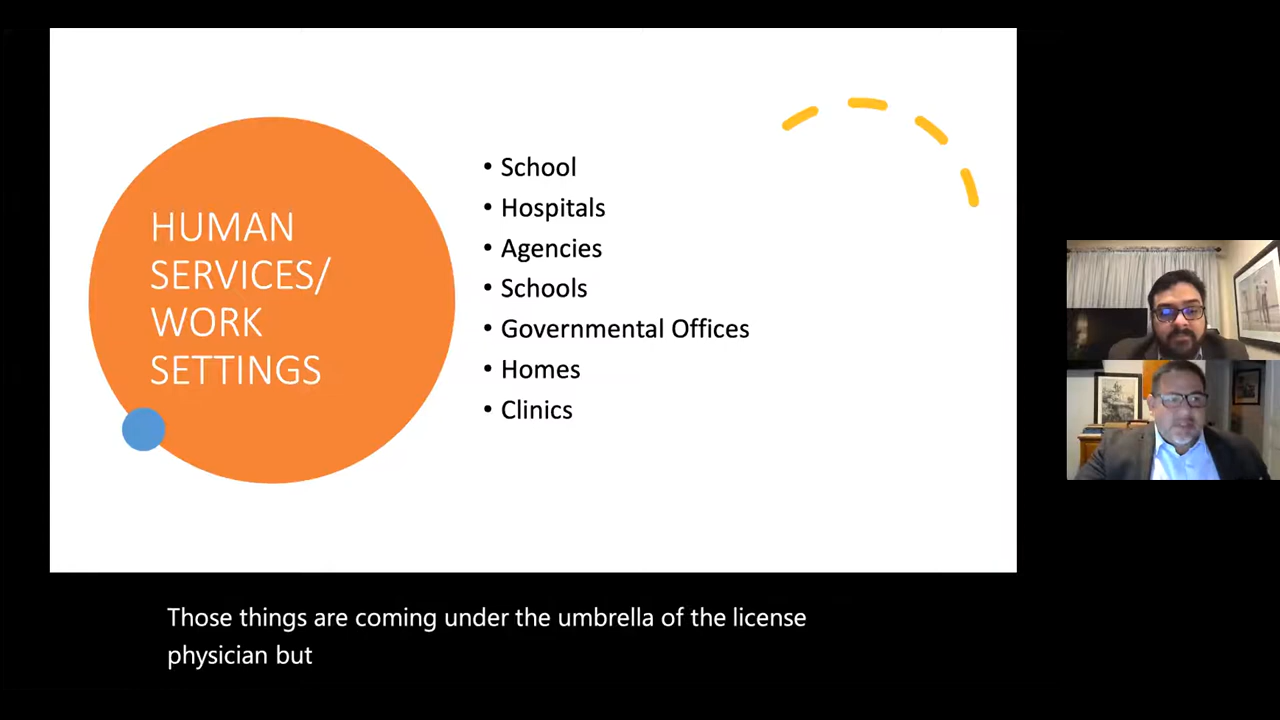 HUMAN
SERVICES/
WORK
SETTINGS
• School
• Hospitals
• Agencies
• Schools
• Governmental Offices
• Homes
• Clinics
Those things are coming under the umbrella of the license
physician but